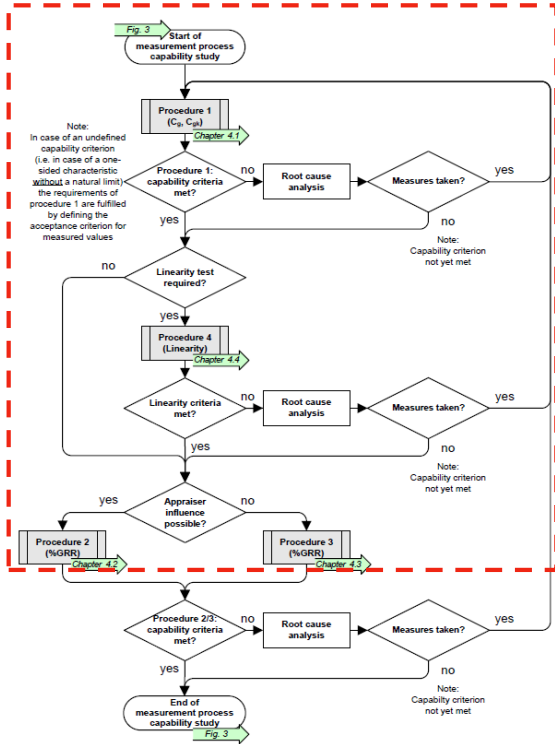 Fig. 3
Start of
measurement process
capability study
Procedure 1
(Cg, Cgk)
Chapter 4.1
Note:
In case of an undefined
capability criterion
(i.e. in case of a one-
sided characteristic
without a natural limit)
the requirements of
procedure 1 are fulfilled
by defining the
acceptance criterion for
measured values
Procedure 1:
capability criteria
met?
no
Root cause
analysis
Measures taken?
yes
yes
no
Note:
Capability criterion
not yet met
no
Linearity test
required?
yes
Procedure 4
(Linearity)
Chapter 4.4
Linearity criteria
met?
no
Root cause
analysis
Measures taken?
yes
yes
no
Note:
Capability criterion
not yet met
yes
Appraiser
influence
possible?
no
Procedure 2
(%GRR)
Chapter 4.2
Procedure 3
(%GRR)
Chapter 4.3
Procedure 2/3:
capability criteria
met?
no
Root cause
analysis
Measures taken?
yes
yes
no
Note:
Capabilty criterion
not yet met
End of
measurement process
capability study
Fig. 3